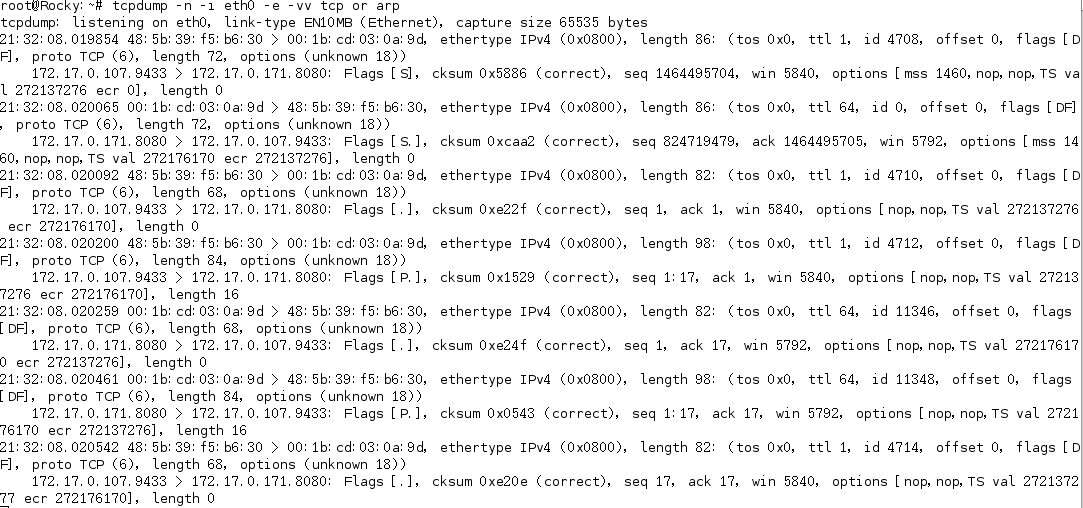 root@Rocky:~# tcpdump -n -i eth0 -e -vv tcp or arp
tcpdump: listening on eth0, link-type EN10MB (Ethernet), capture size 65535 bytes
21:32:08.019854 48:5b:39:f5:b6:30 > 00:1b:cd:03:0a:9d, ethertype IPv4 (0x0800), length 86: (tos 0x0, ttl 1, id 4708, offset 0, flags [D
F], proto TCP (6), length 72, options (unknown 18))
    172.17.0.107.9433 > 172.17.0.171.8080: Flags [S], cksum 0x5886 (correct), seq 1464495704, win 5840, options [mss 1460,nop,nop,TS va
l 272137276 ecr 0], length 0
21:32:08.020065 00:1b:cd:03:0a:9d > 48:5b:39:f5:b6:30, ethertype IPv4 (0x0800), length 86: (tos 0x0, ttl 64, id 0, offset 0, flags [DF]
, proto TCP (6), length 72, options (unknown 18))
    172.17.0.171.8080 > 172.17.0.107.9433: Flags [S.], cksum 0xcaa2 (correct), seq 824719479, ack 1464495705, win 5792, options [mss 14
60,nop,nop,TS val 272176170 ecr 272137276], length 0
21:32:08.020092 48:5b:39:f5:b6:30 > 00:1b:cd:03:0a:9d, ethertype IPv4 (0x0800), length 82: (tos 0x0, ttl 1, id 4710, offset 0, flags [D
F], proto TCP (6), length 68, options (unknown 18))
    172.17.0.107.9433 > 172.17.0.171.8080: Flags [.], cksum 0xe22f (correct), seq 1, ack 1, win 5840, options [nop,nop,TS val 272137276
 ecr 272176170], length 0
21:32:08.020200 48:5b:39:f5:b6:30 > 00:1b:cd:03:0a:9d, ethertype IPv4 (0x0800), length 98: (tos 0x0, ttl 1, id 4712, offset 0, flags [D
F], proto TCP (6), length 84, options (unknown 18))
    172.17.0.107.9433 > 172.17.0.171.8080: Flags [P.], cksum 0x1529 (correct), seq 1:17, ack 1, win 5840, options [nop,nop,TS val 27213
7276 ecr 272176170], length 16
21:32:08.020259 00:1b:cd:03:0a:9d > 48:5b:39:f5:b6:30, ethertype IPv4 (0x0800), length 82: (tos 0x0, ttl 64, id 11346, offset 0, flags
[DF], proto TCP (6), length 68, options (unknown 18))
    172.17.0.171.8080 > 172.17.0.107.9433: Flags [.], cksum 0xe24f (correct), seq 1, ack 17, win 5792, options [nop,nop,TS val 27217617
0 ecr 272137276], length 0
21:32:08.020461 00:1b:cd:03:0a:9d > 48:5b:39:f5:b6:30, ethertype IPv4 (0x0800), length 98: (tos 0x0, ttl 64, id 11348, offset 0, flags
[DF], proto TCP (6), length 84, options (unknown 18))
    172.17.0.171.8080 > 172.17.0.107.9433: Flags [P.], cksum 0x0543 (correct), seq 1:17, ack 17, win 5792, options [nop,nop,TS val 2721
76170 ecr 272137276], length 16
21:32:08.020542 48:5b:39:f5:b6:30 > 00:1b:cd:03:0a:9d, ethertype IPv4 (0x0800), length 82: (tos 0x0, ttl 1, id 4714, offset 0, flags [D
F], proto TCP (6), length 68, options (unknown 18))
    172.17.0.107.9433 > 172.17.0.171.8080: Flags [.], cksum 0xe20e (correct), seq 17, ack 17, win 5840, options [nop,nop,TS val 2721372
77 ecr 272176170], length 0